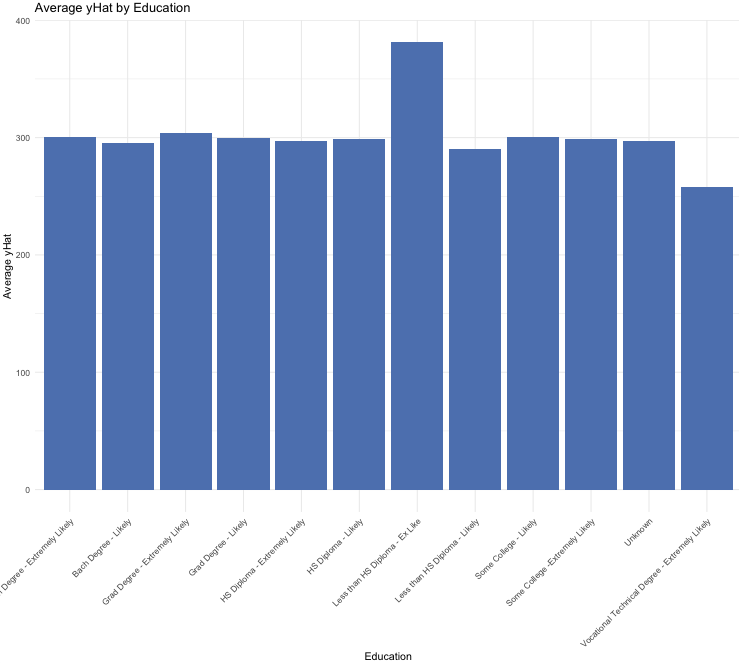 Average yHat by Education
400
300
200
100
0
Average yHat
Degree - Extremely Likely
Bach Degree - Likely
Grad Degree - Extremely Likely
Grad Degree - Likely
HS Diploma - Extremely Likely
HS Diploma - Likely
Less than HS Diploma - Ex Like
Less than HS Diploma - Likely
Some College - Likely
Some College -Extremely Likely
Unknown
Vocational Technical Degree - Extremely Likely
Education